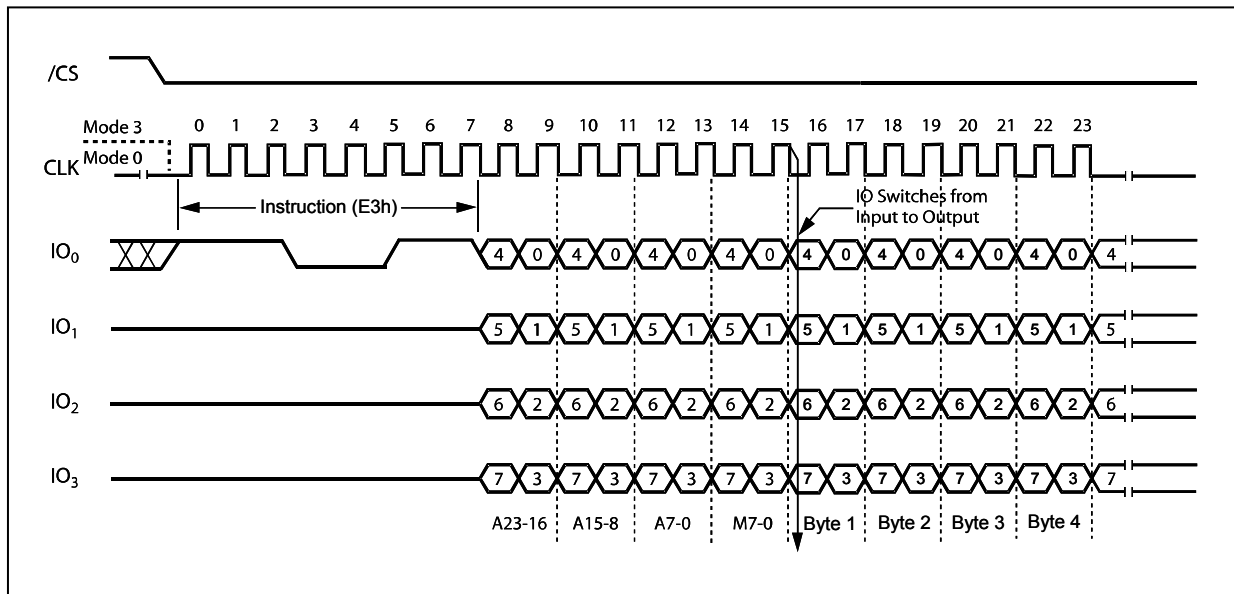 /CS
Mode 3
0 1 2 3 4 5 6 7 8 9 10 11 12 13 14 15 16 17 18 19 20 21 22 23
Mode 0
CLK
Instruction (E3h)
IO Switches from
Input to Output
IO0 4 0 4 0 4 0 4 0 4 0 4 0 4 0 4 0 4
IO1 5 1 5 1 5 1 5 1 5 1 5 1 5 1 5 1 5
IO2 6 2 6 2 6 2 6 2 6 2 6 2 6 2 6 2 6
IO3 7 3 7 3 7 3 7 3 7 3 7 3 7 3 7 3 7
A23-16 A15-8 A7-0 M7-0 Byte 1 Byte 2 Byte 3 Byte 4